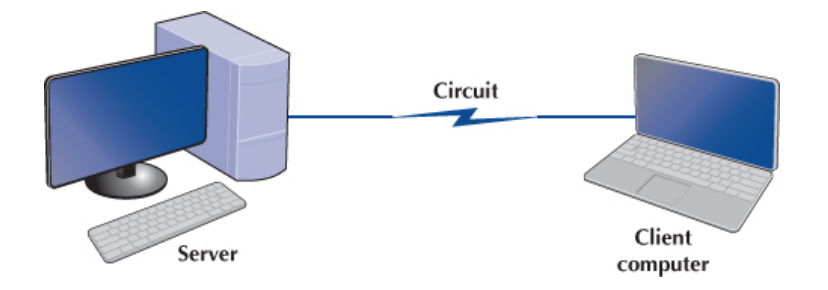 Circuit
Server
Client
computer